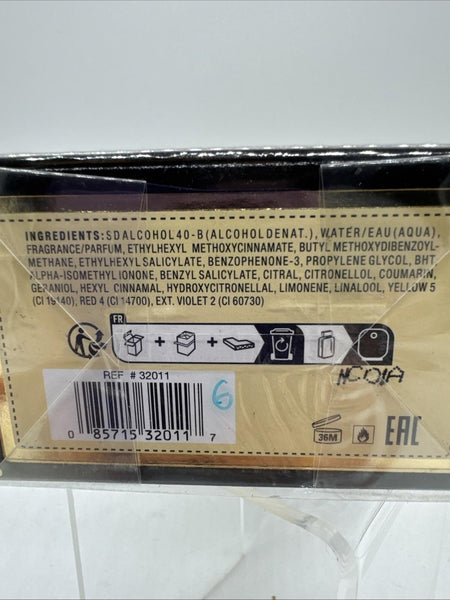 INGREDIENTS: SD ALCOHOL 40-B (ALCOHOL DENAT.), WATER/EAU (AQUA),
FRAGRANCE/PARFUM, ETHYLHEXYL METHOXYCINNAMATE, BUTYL METHOXYDIBENZOYL-
METHANE, ETHYLHEXYL SALICYLATE, BENZOPHENONE-3, PROPYLENE GLYCOL, BHT,
ALPHA-ISOMETHYL IONONE, BENZYL SALICYLATE, CITRAL, CITRONELLOL, COUMARIN,
GERANIOL, HEXYL CINNAMAL, HYDROXYCITRONELLAL, LIMONENE, LINALOOL, YELLOW 5
(CI 19140), RED 4 (CI 14700), EXT. VIOLET 2 (CI 60730)
FR
+ +
REF # 32011
6
0 85715 32011 7
36M
EAC